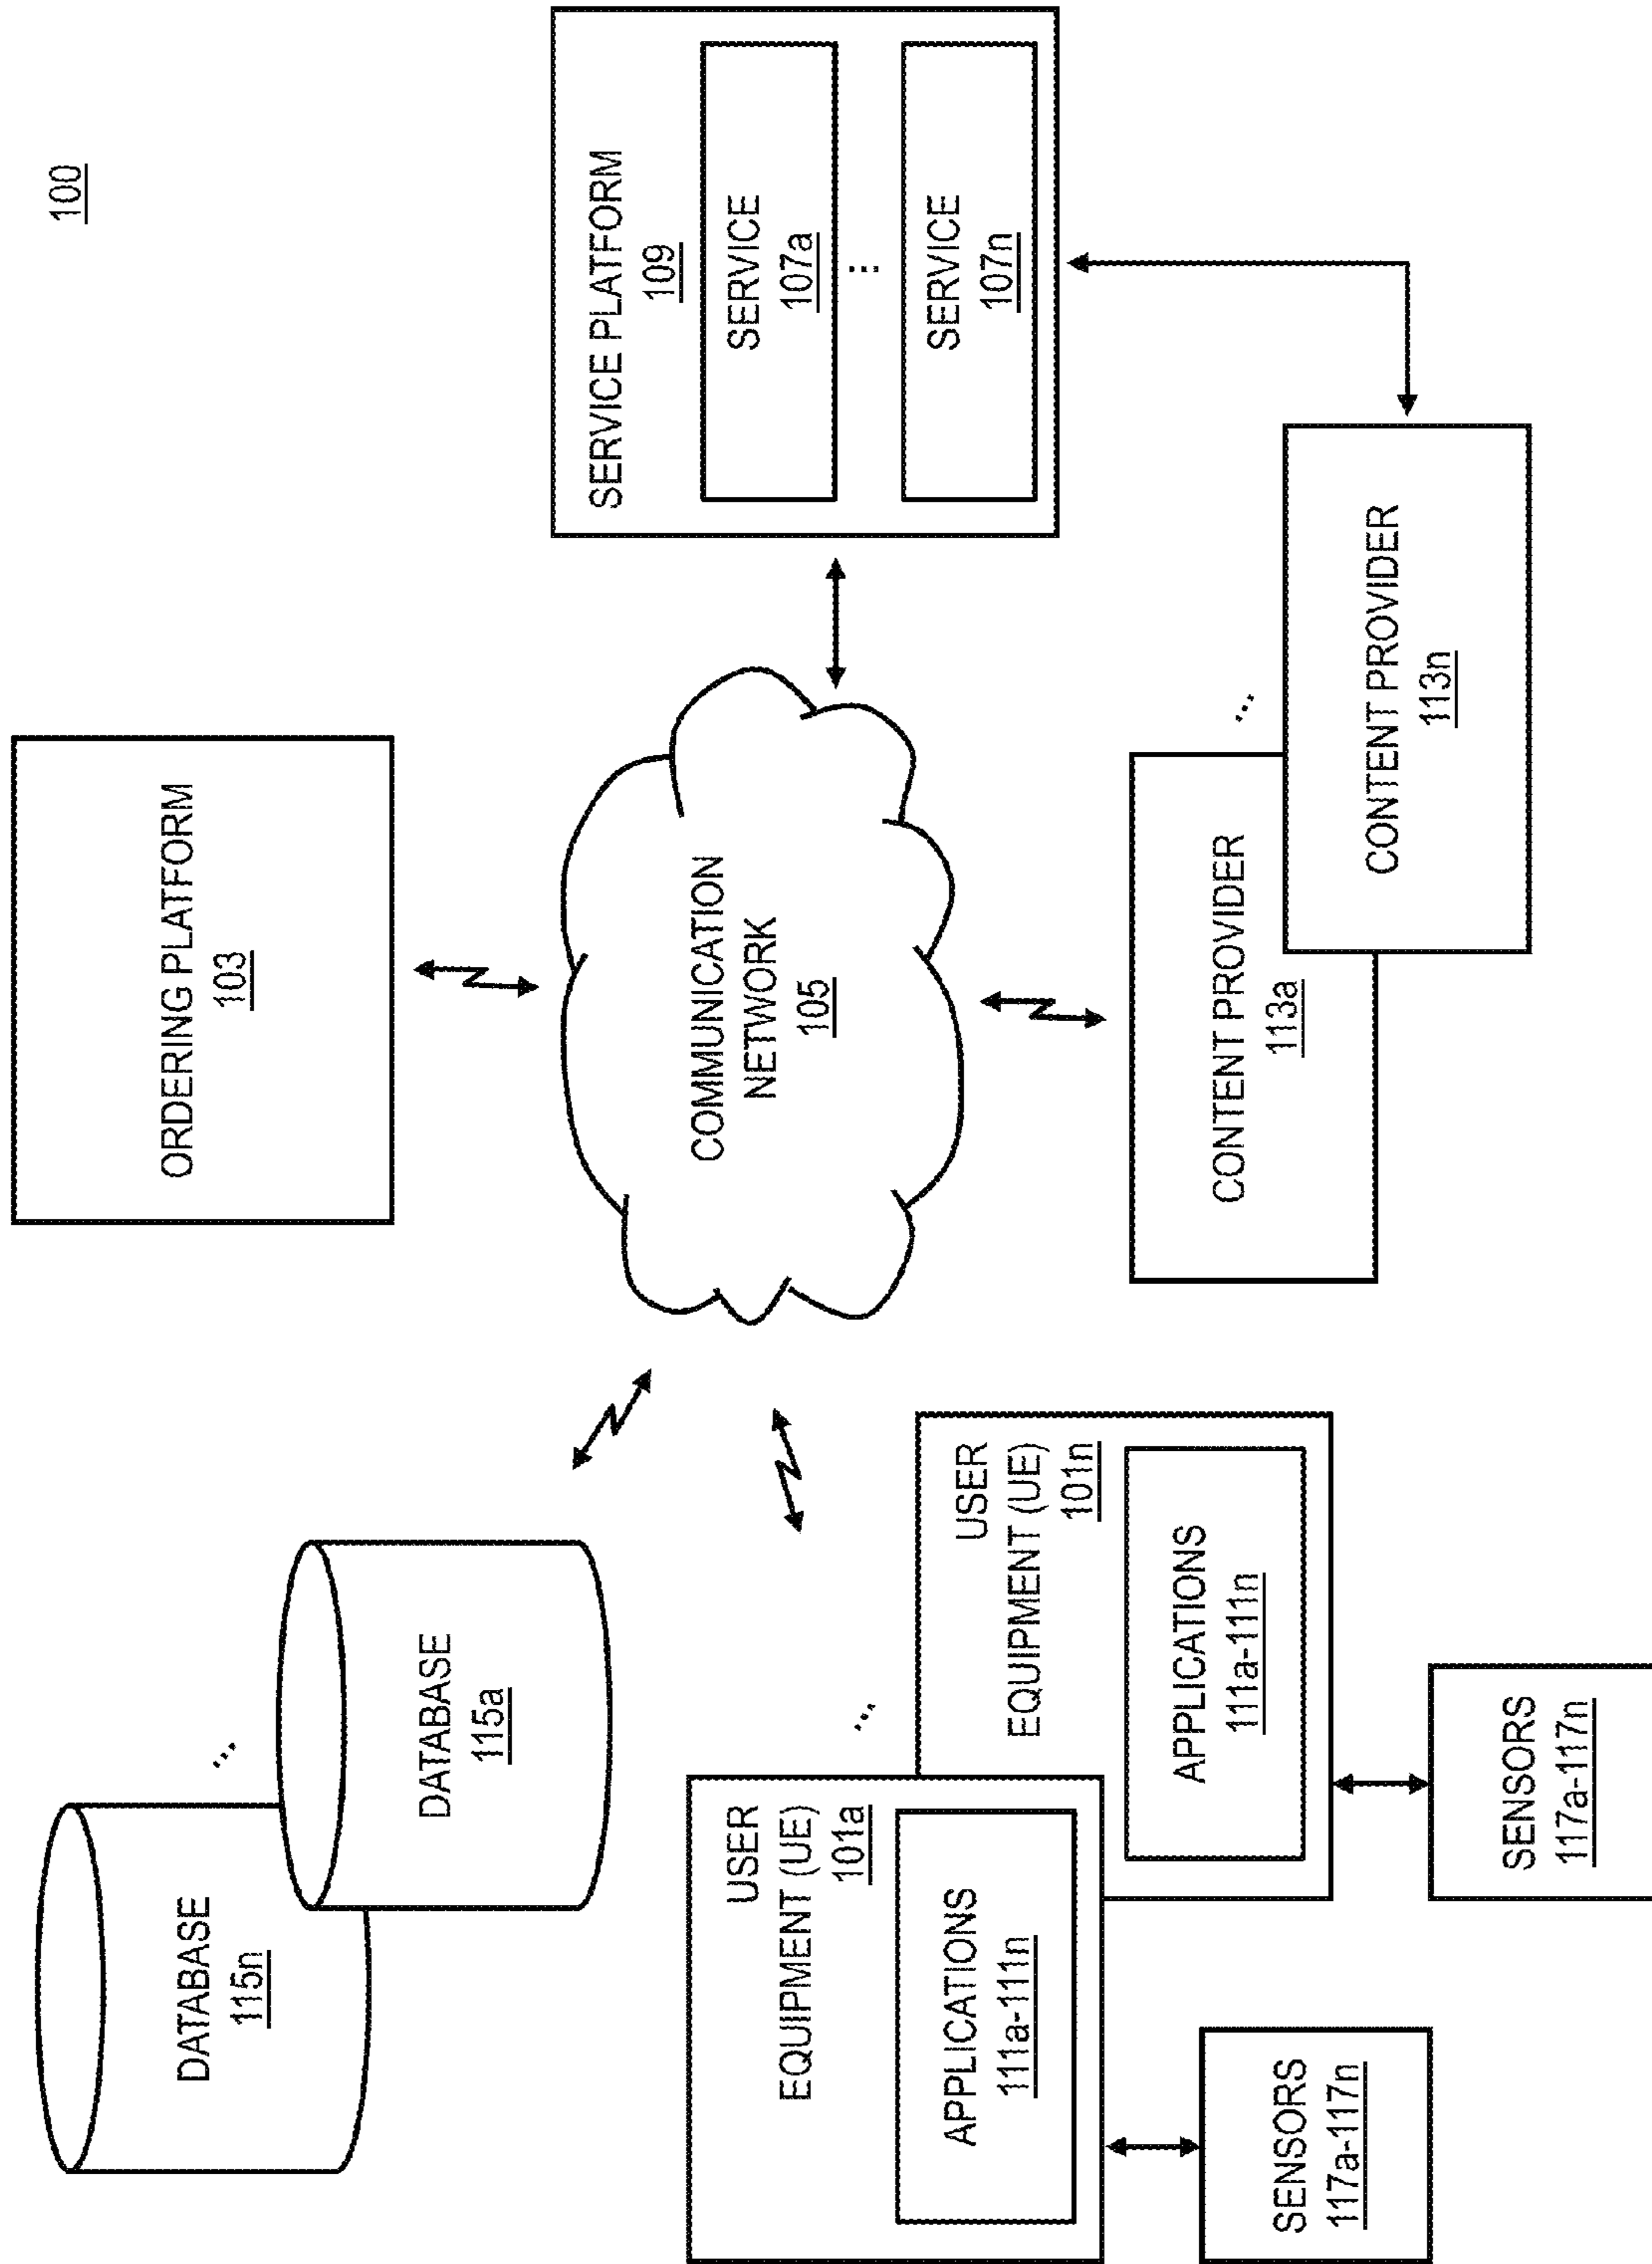 100
ORDERING PLATFORM
103
DATABASE
115n
...
DATABASE
115a
COMMUNICATION
NETWORK
105
SERVICE PLATFORM
109
SERVICE
107a
...
SERVICE
107n
USER
EQUIPMENT (UE)
101a
APPLICATIONS
111a-111n
...
USER
EQUIPMENT (UE)
101n
APPLICATIONS
111a-111n
SENSORS
117a-117n
SENSORS
117a-117n
CONTENT PROVIDER
113a
...
CONTENT PROVIDER
113n